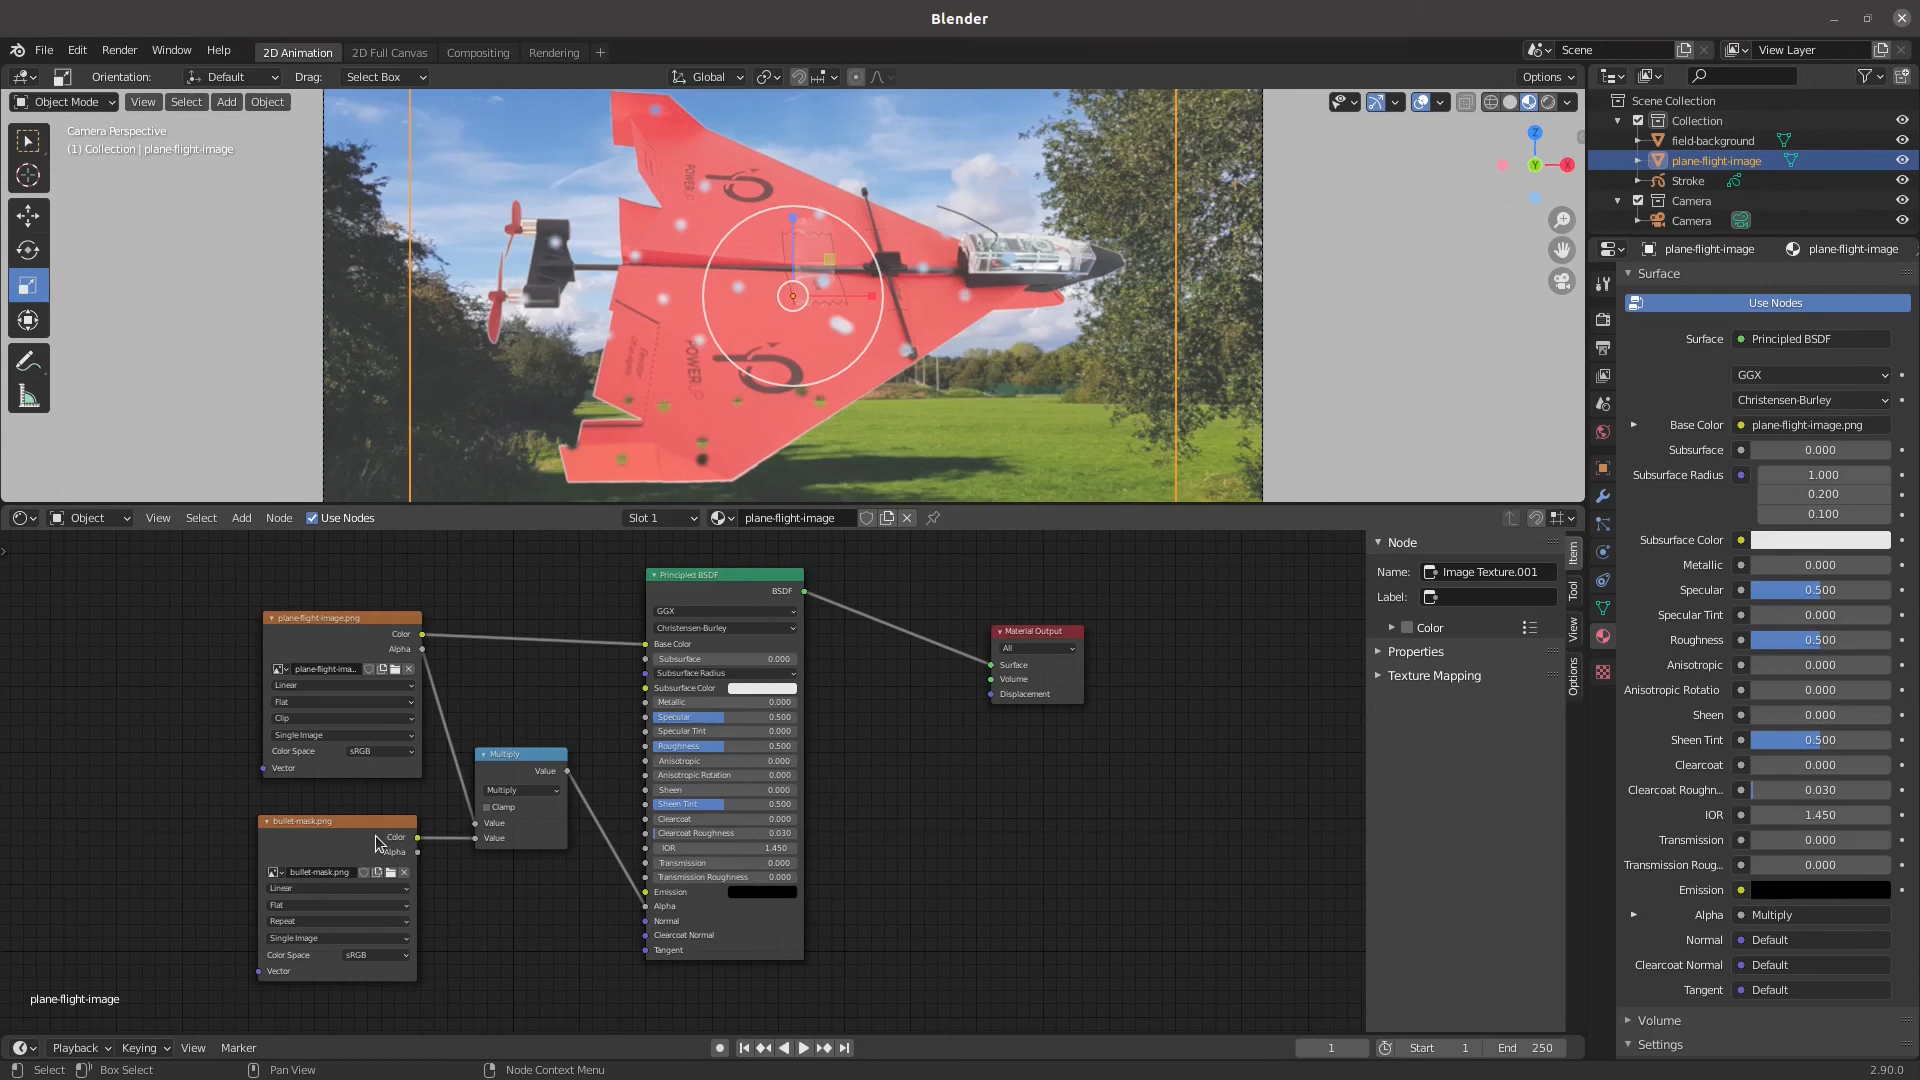 Blender
File Edit Render Window Help 2D Animation 2D Full Canvas Compositing Rendering + Scene View Layer
Orientation: Default Drag: Select Box Global Options
Object Mode View Select Add Object
Camera Perspective
(1) Collection | plane-flight-image
POWER
POWER
Z
Y
X
Scene Collection
Collection
field-background
plane-flight-image
Stroke
Camera
Camera
plane-flight-image plane-flight-image
Surface
Use Nodes
Surface Principled BSDF
GGX
Christensen-Burley
Base Color plane-flight-image.png
Subsurface 0.000
Subsurface Radius 1.000
0.200
0.100
Subsurface Color
Metallic 0.000
Specular 0.500
Specular Tint 0.000
Roughness 0.500
Anisotropic 0.000
Anisotropic Rotatio 0.000
Sheen 0.000
Sheen Tint 0.500
Clearcoat 0.000
Clearcoat Roughn... 0.030
IOR 1.450
Transmission 0.000
Transmission Roug... 0.000
Emission
Alpha Multiply
Normal Default
Clearcoat Normal Default
Tangent Default
Volume
Settings
Object View Select Add Node Use Nodes Slot 1 plane-flight-image
plane-flight-image.png
Color
Alpha
plane-flight-ima...
Linear
Flat
Clip
Single Image
Color Space sRGB
Vector
bullet-mask.png
Color
Alpha
bullet-mask.png
Linear
Flat
Repeat
Single Image
Color Space sRGB
Vector
Multiply
Value
Multiply
Clamp
Value
Value
Principled BSDF
BSDF
GGX
Christensen-Burley
Base Color
Subsurface 0.000
Subsurface Radius
Subsurface Color
Metallic 0.000
Specular 0.500
Specular Tint 0.000
Roughness 0.500
Anisotropic 0.000
Anisotropic Rotation 0.000
Sheen 0.000
Sheen Tint 0.500
Clearcoat 0.000
Clearcoat Roughness 0.030
IOR 1.450
Transmission 0.000
Transmission Roughness 0.000
Emission
Alpha
Normal
Clearcoat Normal
Tangent
Material Output
All
Surface
Volume
Displacement
Node
Name: Image Texture.001
Label:
Color
Properties
Texture Mapping
Item
Tool
View
Options
plane-flight-image
Playback Keying View Marker 1 Start 1 End 250
Select Box Select Pan View Node Context Menu 2.90.0